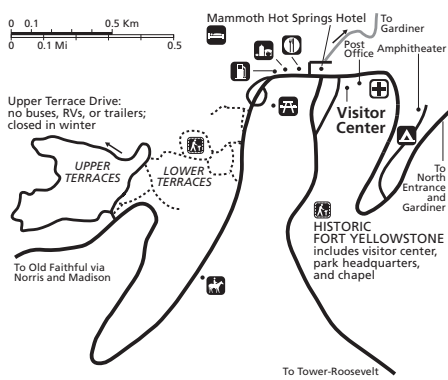 0 0.1 0.5 Km
0 0.1 Mi 0.5
Mammoth Hot Springs Hotel
To
Gardiner
Post
Office
Amphitheater
Visitor
Center
Upper Terrace Drive:
no buses, RVs, or trailers;
closed in winter
UPPER
TERRACES
LOWER
TERRACES
To
North
Entrance
and
Gardiner
HISTORIC
FORT YELLOWSTONE
includes visitor center,
park headquarters,
and chapel
To Old Faithful via
Norris and Madison
To Tower-Roosevelt